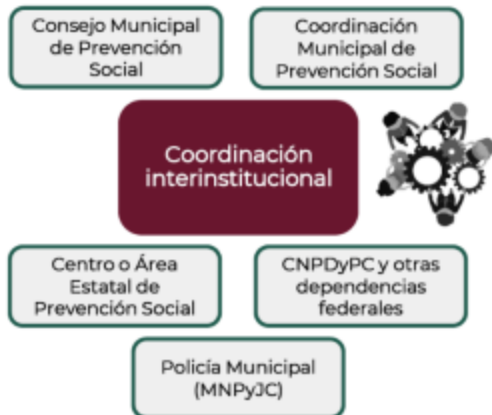 Consejo Municipal
de Prevención
Social
Coordinación
Municipal de
Prevención Social
Coordinación
interinstitucional
Centro o Área
Estatal de
Prevención Social
CNPDyPC y otras
dependencias
federales
Policía Municipal
(MNPyJC)